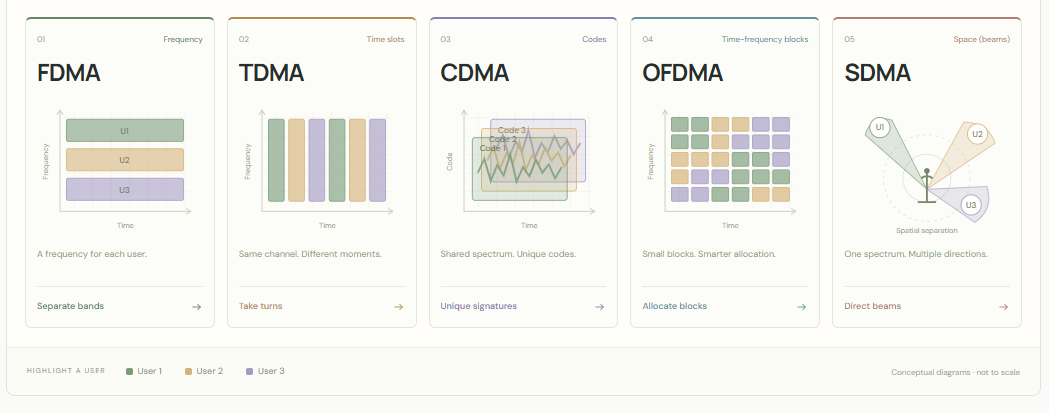 01
Frequency
FDMA
Frequency
U1
U2
U3
Time
A frequency for each user.
Separate bands →
02
Time slots
TDMA
Frequency
Time
Same channel. Different moments.
Take turns →
03
Codes
CDMA
Code
Code 3
Code 2
Code 1
Time
Shared spectrum. Unique codes.
Unique signatures →
04
Time-frequency blocks
OFDMA
Frequency
Time
Small blocks. Smarter allocation.
Allocate blocks →
05
Space (beams)
SDMA
U1
U2
U3
Spatial separation
One spectrum. Multiple directions.
Direct beams →
HIGHLIGHT A USER
User 1
User 2
User 3
Conceptual diagrams · not to scale